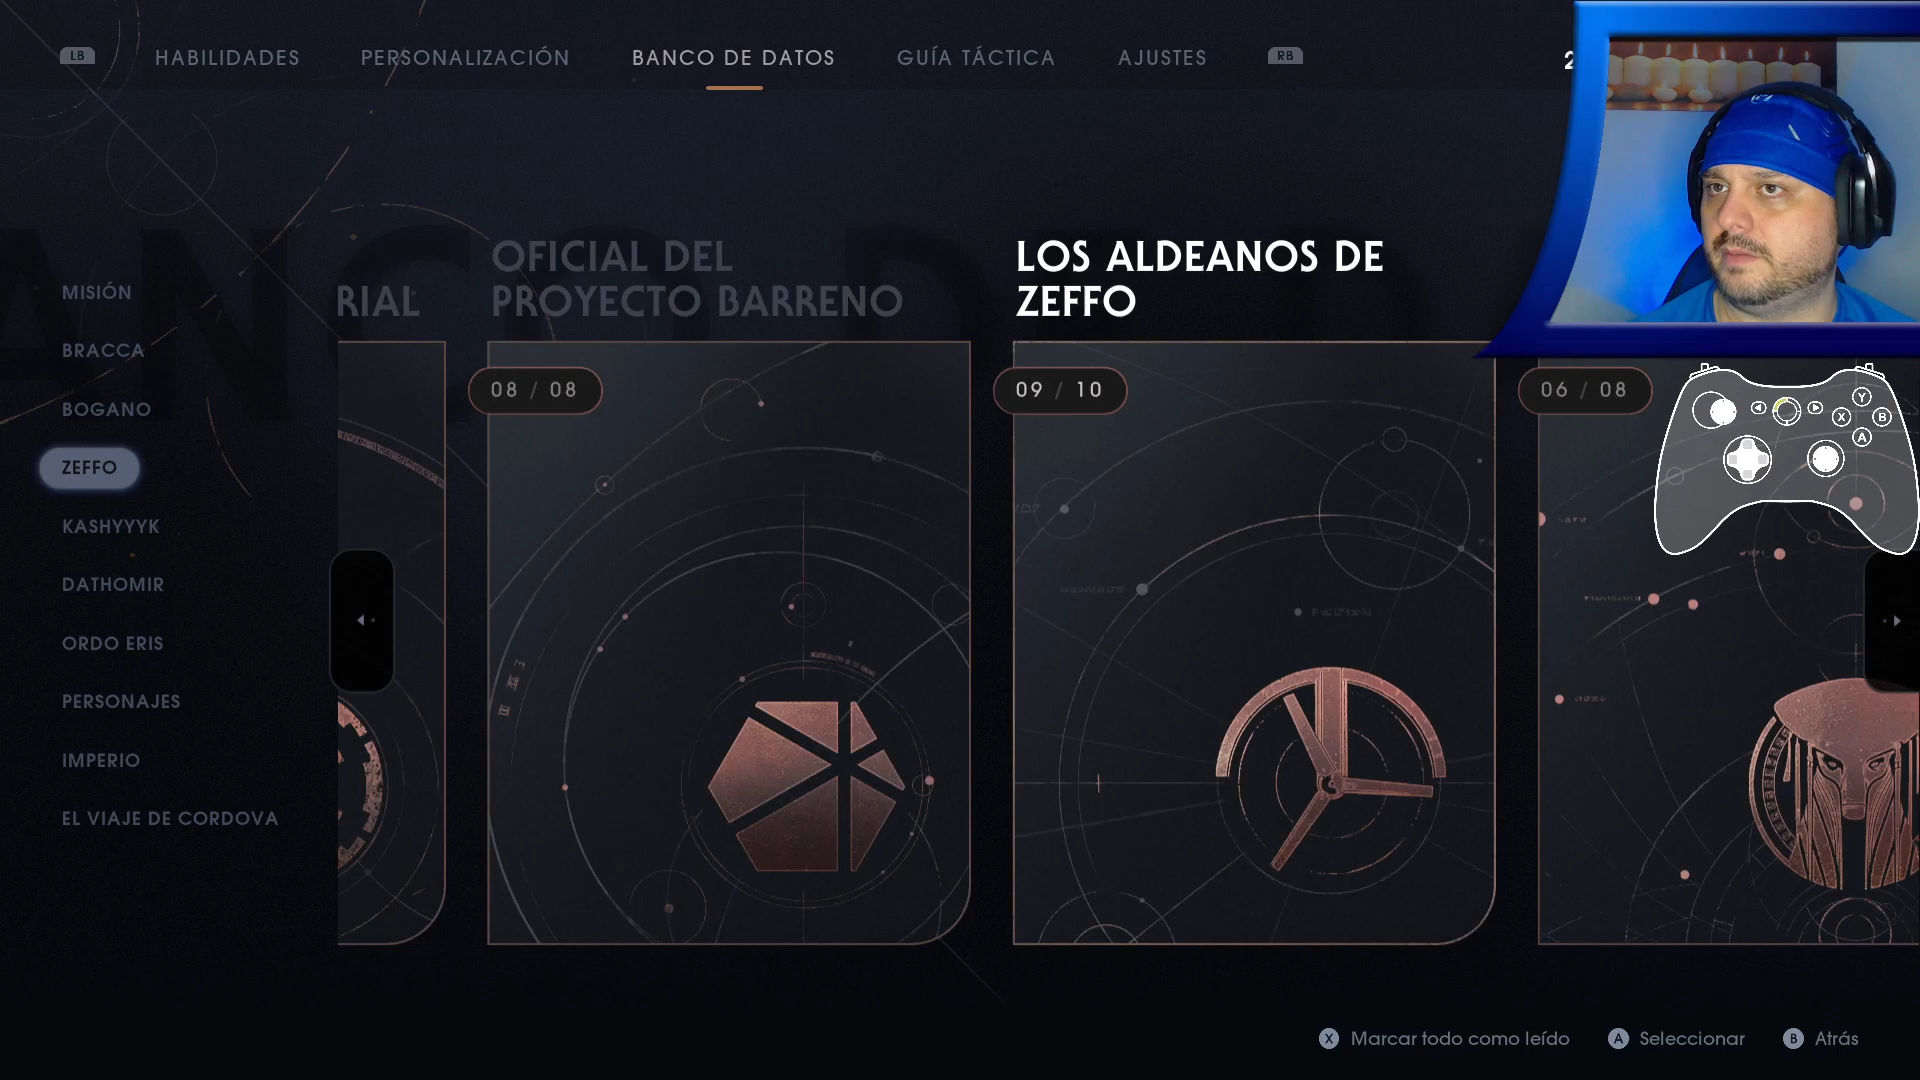 LB
HABILIDADES
PERSONALIZACIÓN
BANCO DE DATOS
GUÍA TÁCTICA
AJUSTES
RB
2
MISIÓN
BRACCA
BOGANO
ZEFFO
KASHYYYK
DATHOMIR
ORDO ERIS
PERSONAJES
IMPERIO
EL VIAJE DE CORDOVA
RIAL
OFICIAL DEL
PROYECTO BARRENO
08 / 08
LOS ALDEANOS DE
ZEFFO
09 / 10
06 / 08
Y
X
B
A
X Marcar todo como leído
A Seleccionar
B Atrás